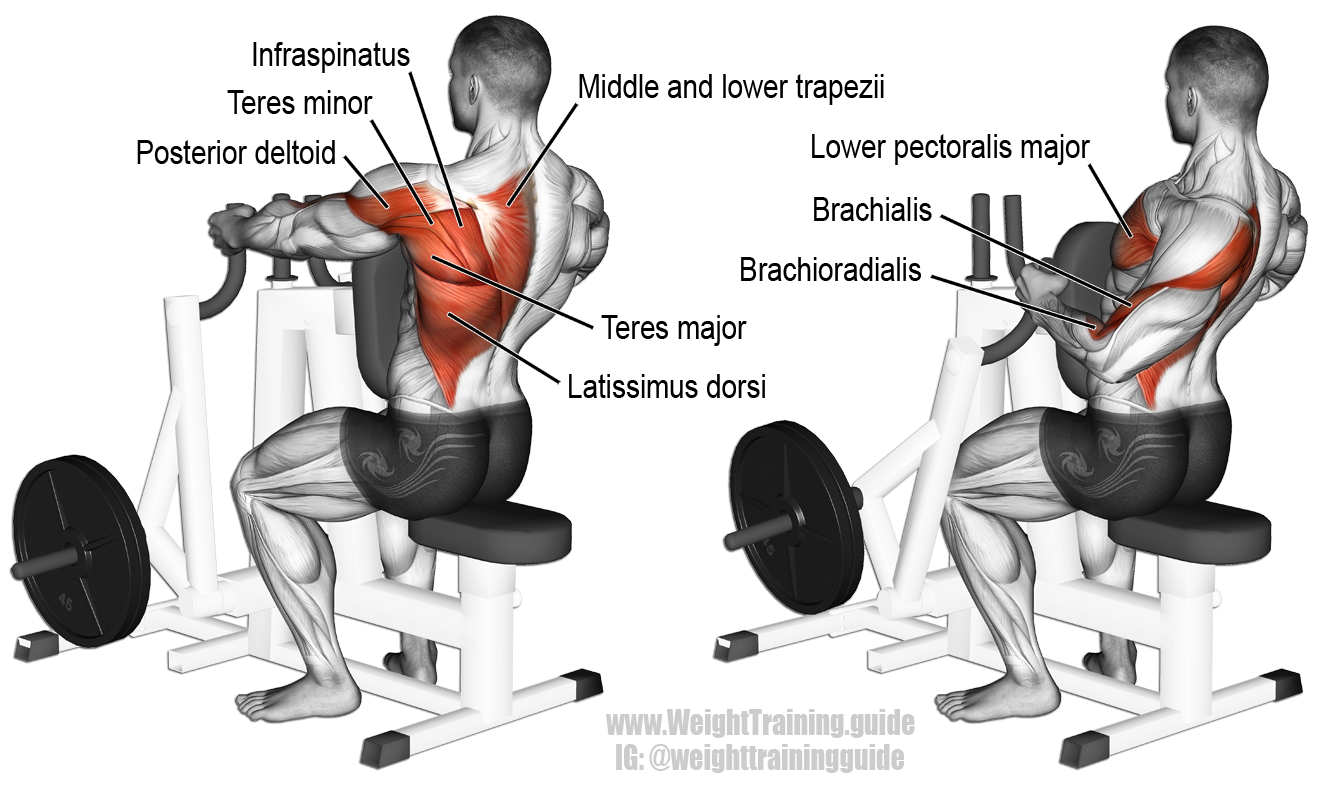 Infraspinatus
Teres minor
Posterior deltoid
Middle and lower trapezii
Teres major
Latissimus dorsi
Lower pectoralis major
Brachialis
Brachioradialis
45
45
www.WeightTraining.guide
IG: @weighttrainingguide